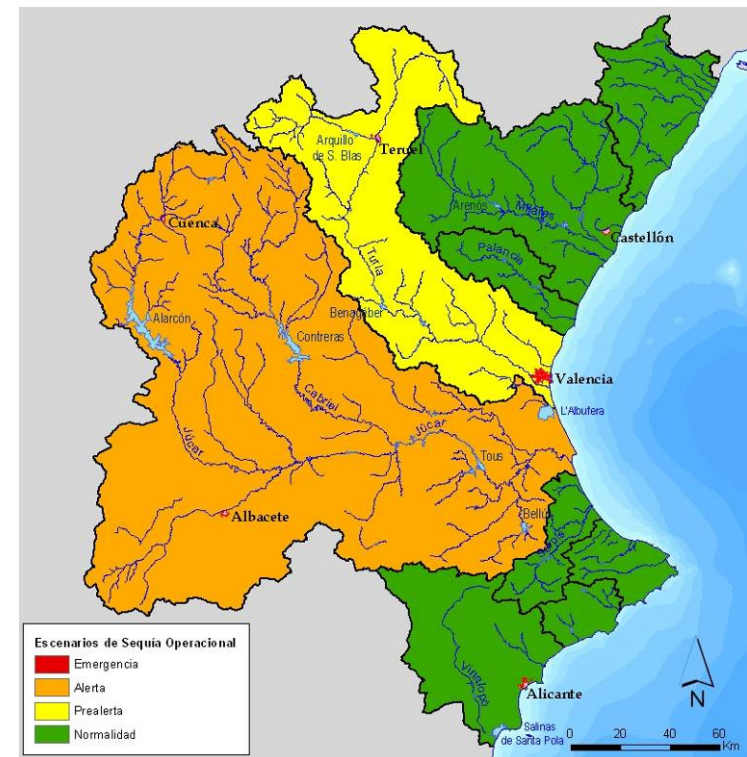 Arquillo
de S. Blas
Teruel
Cuenca
Arenós
Mijares
Castellón
Palancia
Turia
Alarcón
Benagéber
Contreras
Valencia
Cabriel
L'Albufera
Júcar
Júcar
Tous
Albacete
Bellús
Serpis
Vinalopó
Alicante
Salinas
de Santa Pola
Escenarios de Sequía Operacional
Emergencia
Alerta
Prealerta
Normalidad
N
0 20 40 60
Km